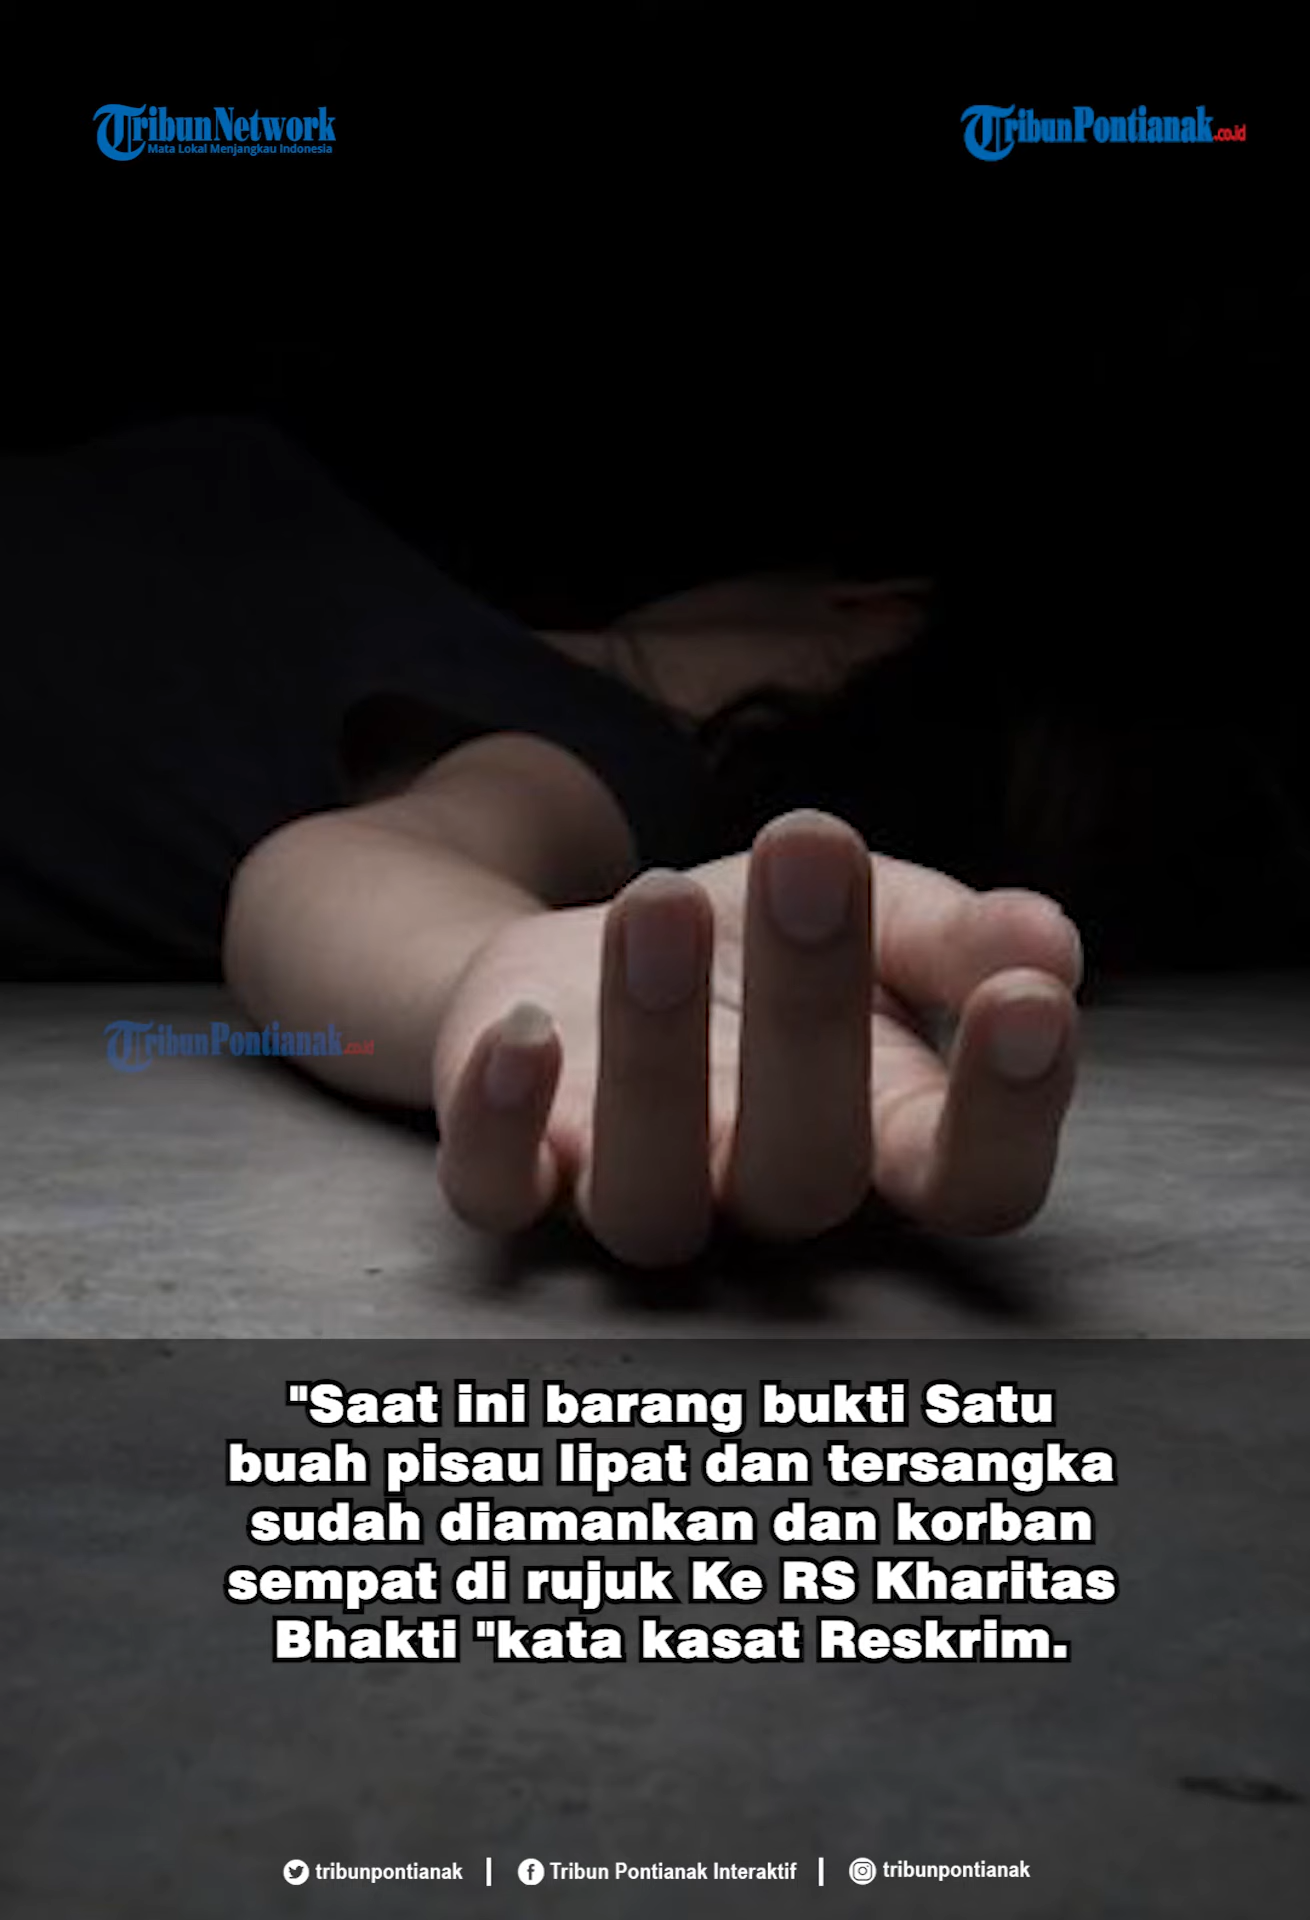 TribunNetwork
Mata Lokal Menjangkau Indonesia
TribunPontianak.co.id
TribunPontianak.co.id
"Saat ini barang bukti Satu
buah pisau lipat dan tersangka
sudah diamankan dan korban
sempat di rujuk Ke RS Kharitas
Bhakti "kata kasat Reskrim.
tribunpontianak | Tribun Pontianak Interaktif | tribunpontianak